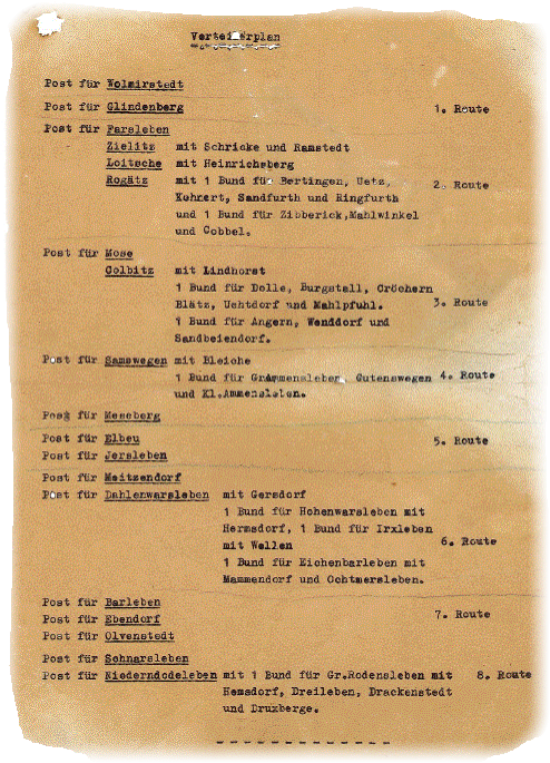 Verteilerplan
Post für Wolmirstedt
Post für Glindenberg 1. Route
Post für Farsleben
Zielitz mit Schricke und Ramstedt
Loitsche mit Heinrichsberg
Rogätz mit 1 Bund für Bertingen, Uetz, 2. Route
Kehnert, Sandfurth und Ringfurth
und 1 Bund für Zibberick,Mahlwinkel
und Cobbel.
Post für Mose
Colbitz mit Lindhorst
1 Bund für Dolle, Burgstall, Cröchern
Blätz, Uchtdorf und Mahlpfuhl. 3. Route
1 Bund für Angern, Wenddorf und
Sandbeiendorf.
Post für Samswegen mit Bleiche
1 Bund für Grammensleben, Gutenswegen 4. Route
und Kl.Ammensleben.
Post für Meseberg
Post für Elbeu 5. Route
Post für Jersleben
Post für Meitzendorf
Post für Dahlenwarsleben mit Gersdorf
1 Bund für Hohenwarsleben mit
Hermsdorf, 1 Bund für Irxleben
mit Wellen 6. Route
1 Bund für Eichenbarleben mit
Mammendorf und Ochtmersleben.
Post für Barleben
Post für Ebendorf 7. Route
Post für Olvenstedt
Post für Schnarsleben
Post für Niederndodeleben mit 1 Bund für Gr.Rodensleben mit 8. Route
Hemsdorf, Dreileben, Drackenstedt
und Druxberge.